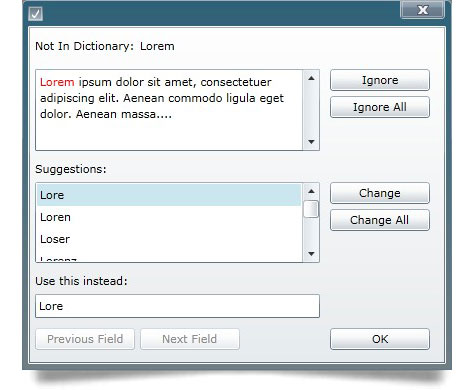 Not In Dictionary: Lorem
Lorem ipsum dolor sit amet, consectetuer
adipiscing elit. Aenean commodo ligula eget
dolor. Aenean massa....
Ignore
Ignore All
Suggestions:
Lore
Loren
Loser
Lorenz
Change
Change All
Use this instead:
Lore
Previous Field
Next Field
OK